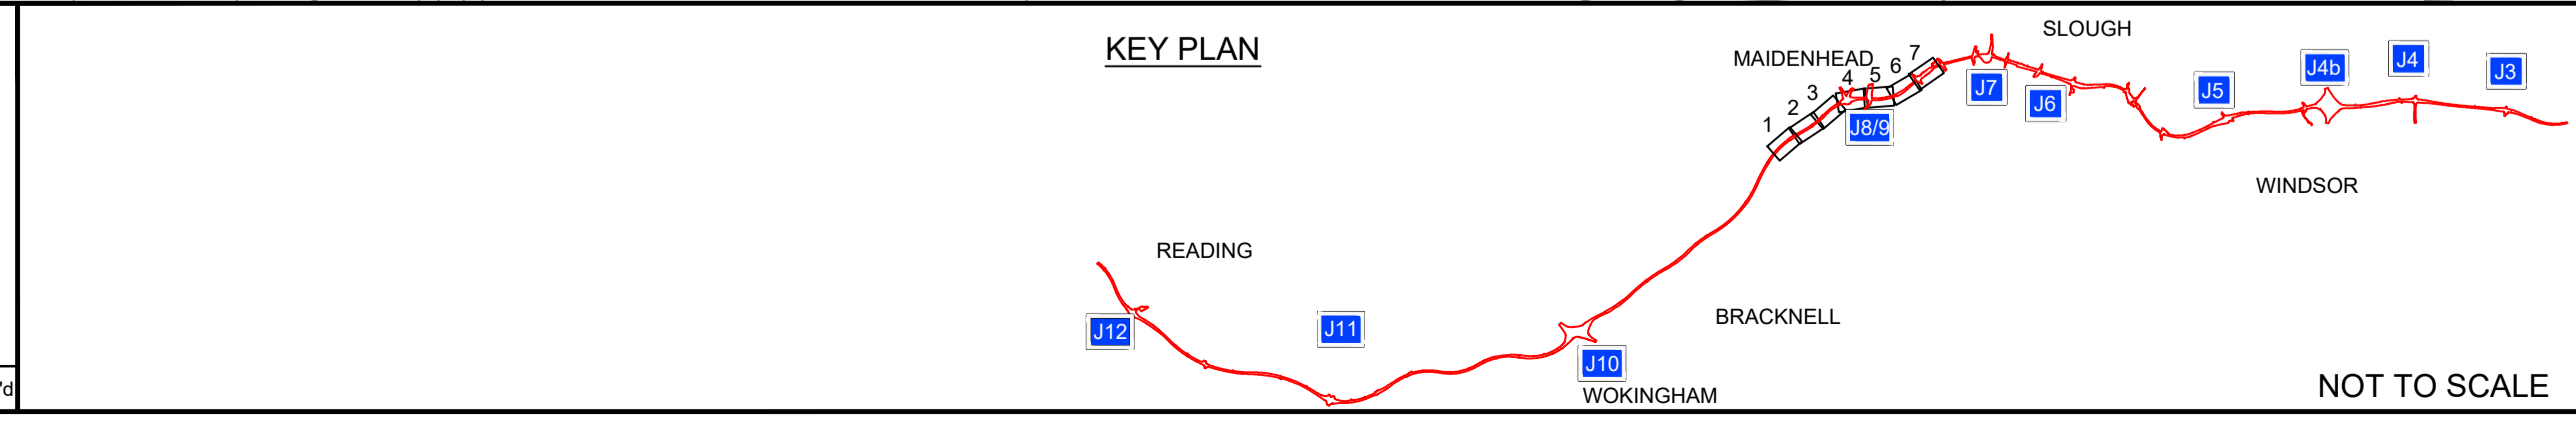 KEY PLAN
SLOUGH
MAIDENHEAD
7
6
5
4
3
2
1
J8/9
J7
J6
J5
J4b
J4
J3
WINDSOR
READING
J12
J11
BRACKNELL
J10
WOKINGHAM
NOT TO SCALE
'd